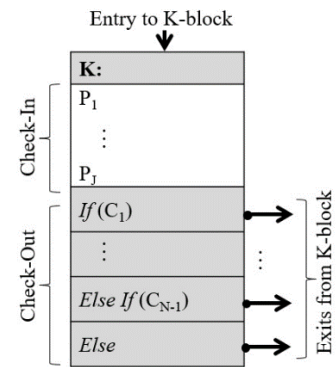 Entry to K-block
K:
P1
⋮
PJ
If (C1)
⋮
Else If (CN-1)
Else
Check-In
Check-Out
⋮
Exits from K-block